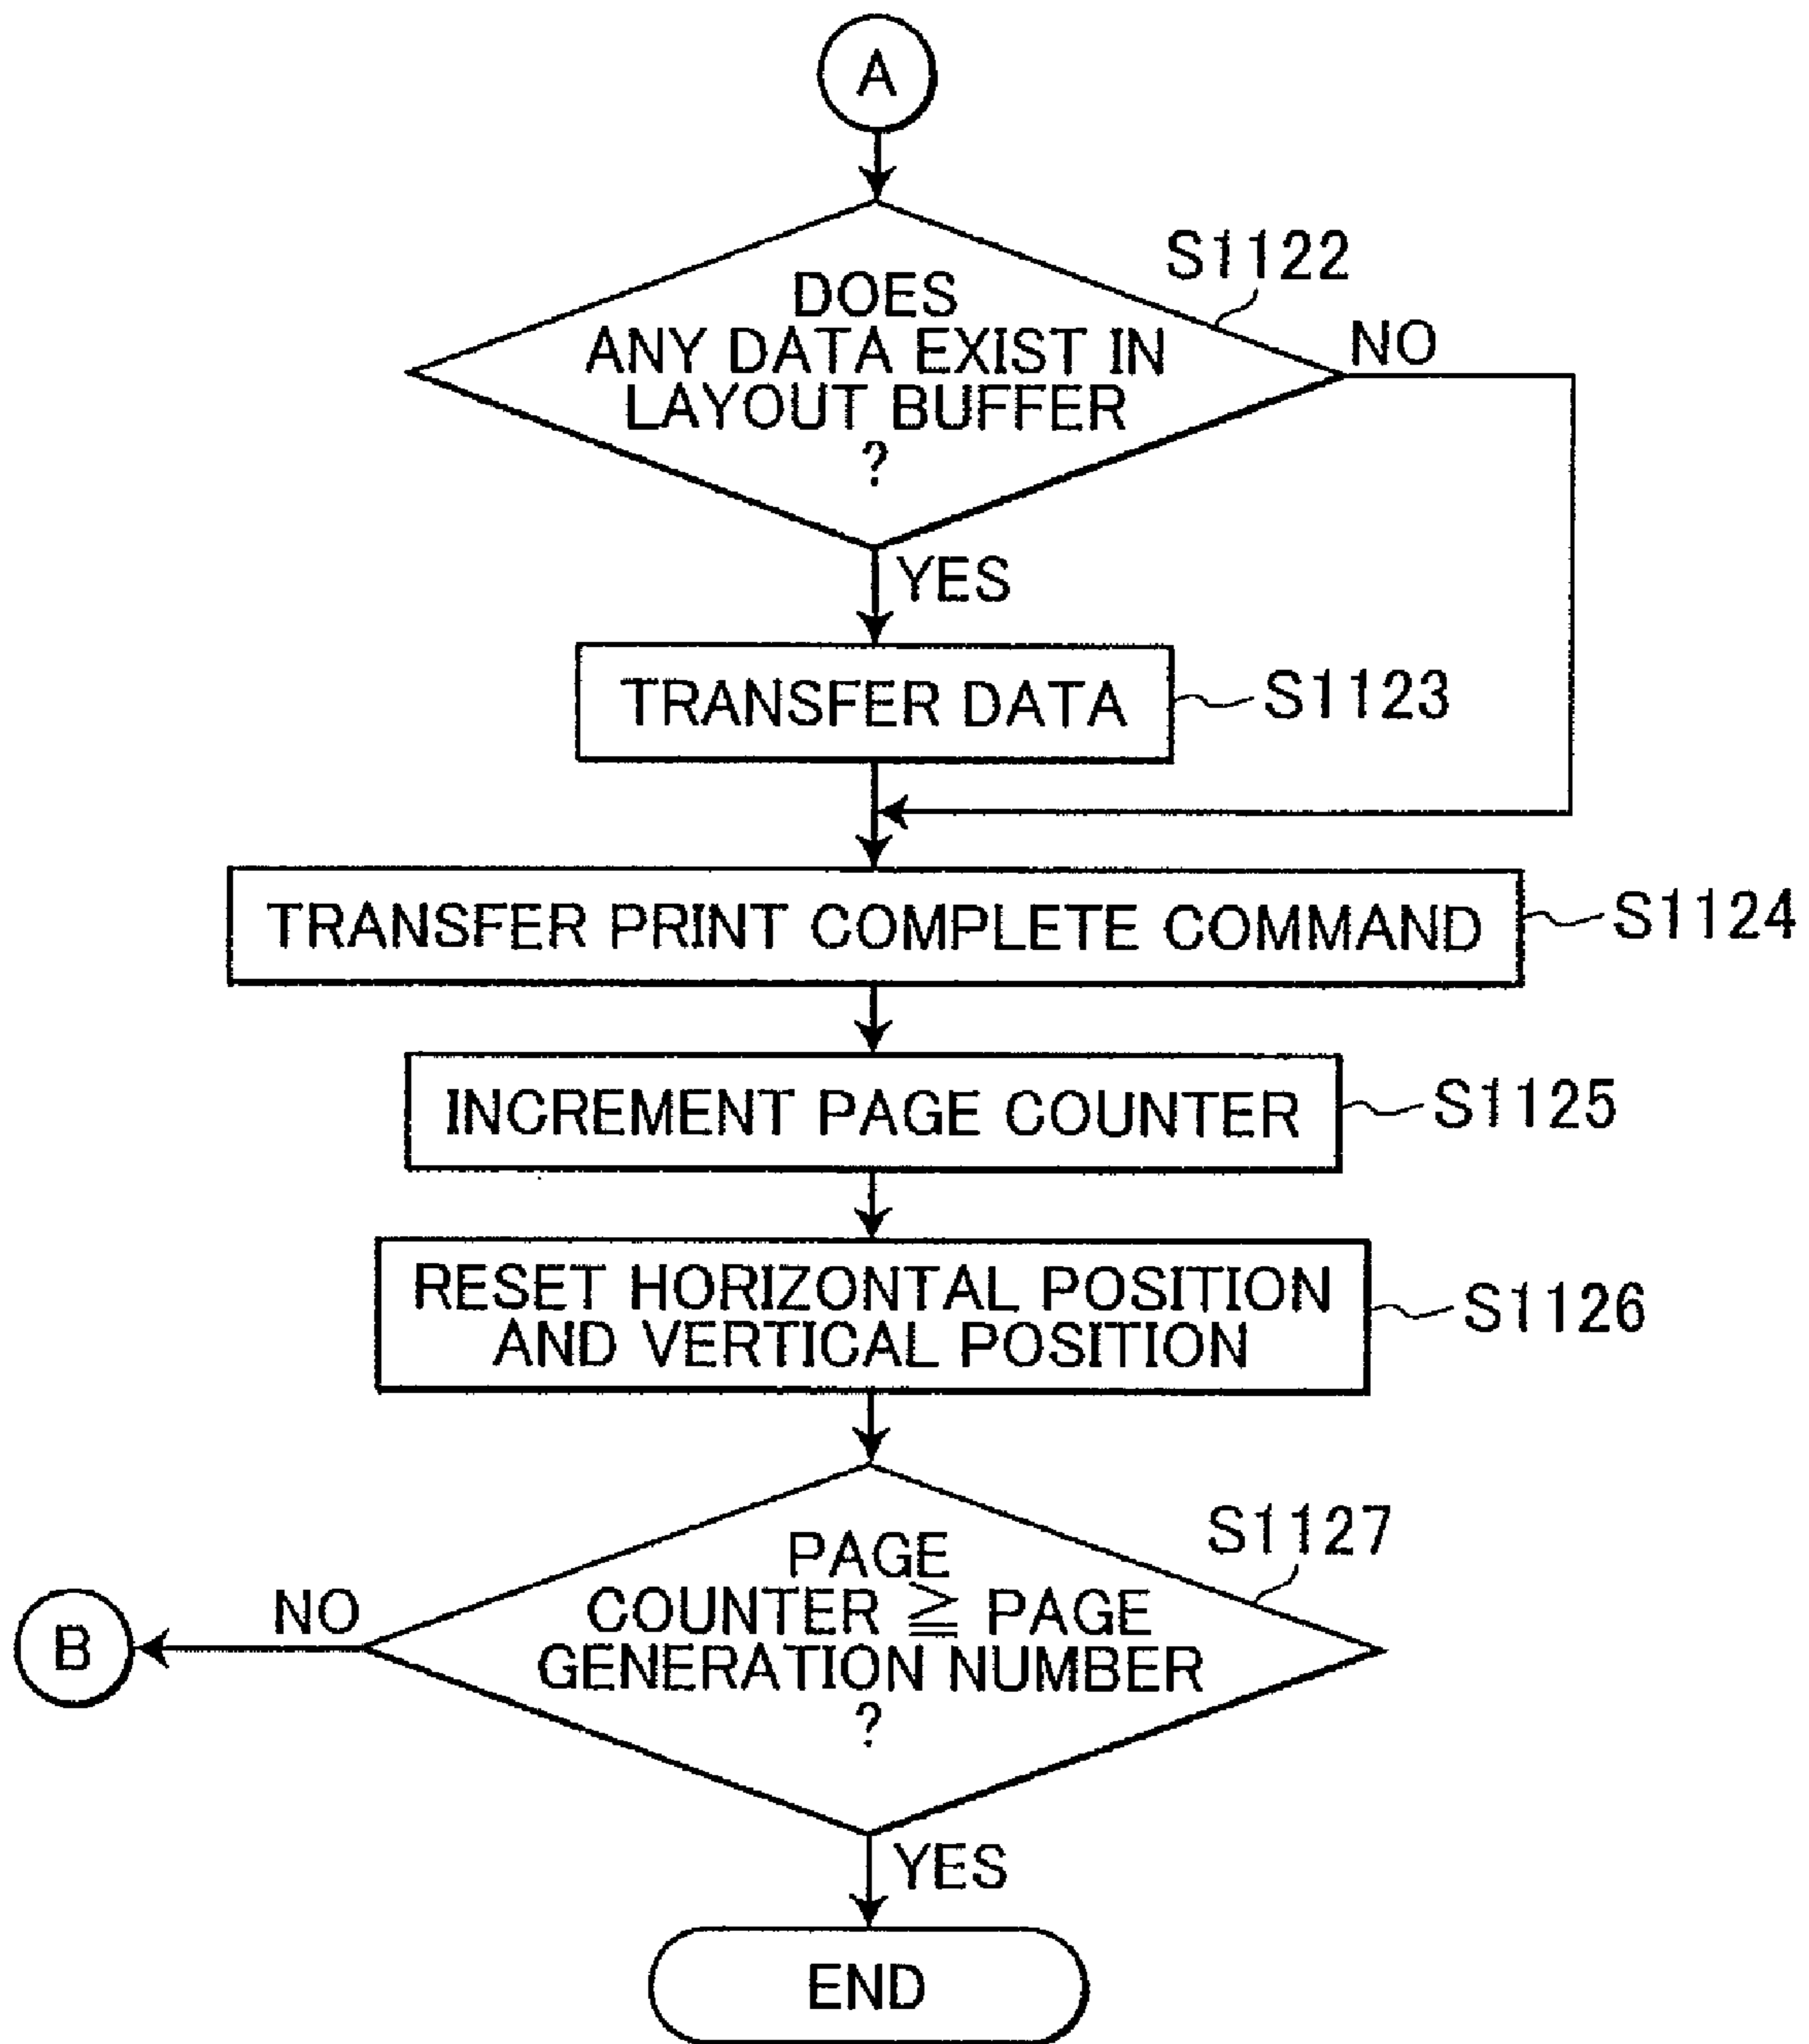 A
S1122
DOES
ANY DATA EXIST IN
LAYOUT BUFFER
?
NO
YES
TRANSFER DATA
S1123
TRANSFER PRINT COMPLETE COMMAND
S1124
INCREMENT PAGE COUNTER
S1125
RESET HORIZONTAL POSITION
AND VERTICAL POSITION
S1126
S1127
PAGE
COUNTER ≧ PAGE
GENERATION NUMBER
?
NO
B
YES
END